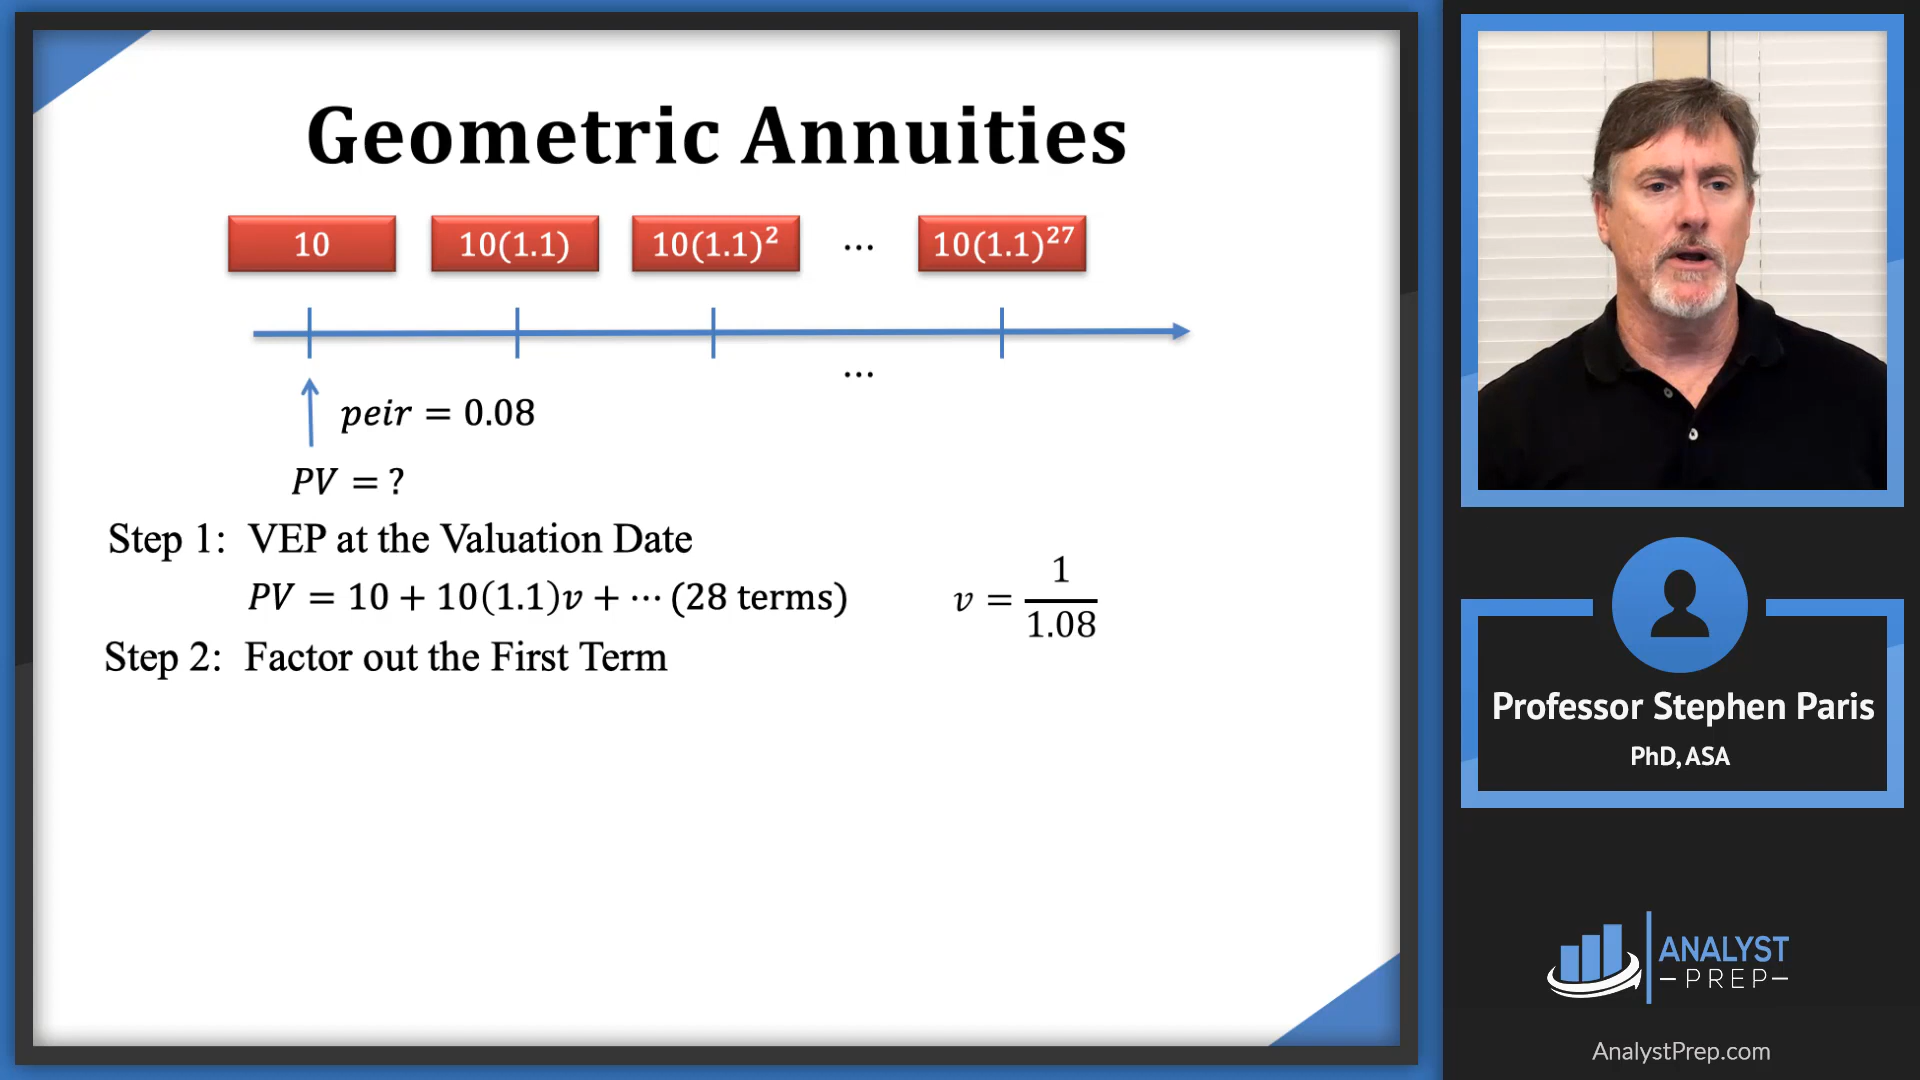 Geometric Annuities
10 10(1.1) 10(1.1)² ... 10(1.1)²⁷
...
peir = 0.08
PV = ?
Step 1: VEP at the Valuation Date
PV = 10 + 10(1.1)v + ⋯ (28 terms) v = 1/1.08
Step 2: Factor out the First Term
Professor Stephen Paris
PhD, ASA
ANALYST
PREP
AnalystPrep.com